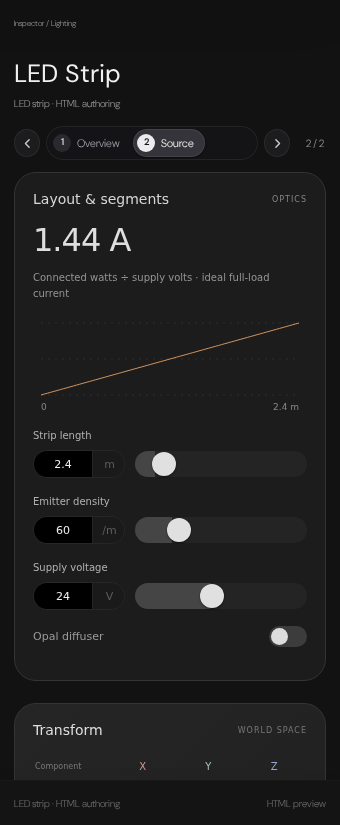 Inspector / Lighting
LED Strip
LED strip · HTML authoring
1 Overview 2 Source 2 / 2
Layout & segments OPTICS
1.44 A
Connected watts ÷ supply volts · ideal full-load
current
0 2.4 m
Strip length
2.4 m
Emitter density
60 /m
Supply voltage
24 V
Opal diffuser
Transform WORLD SPACE
Component X Y Z
LED strip · HTML authoring HTML preview